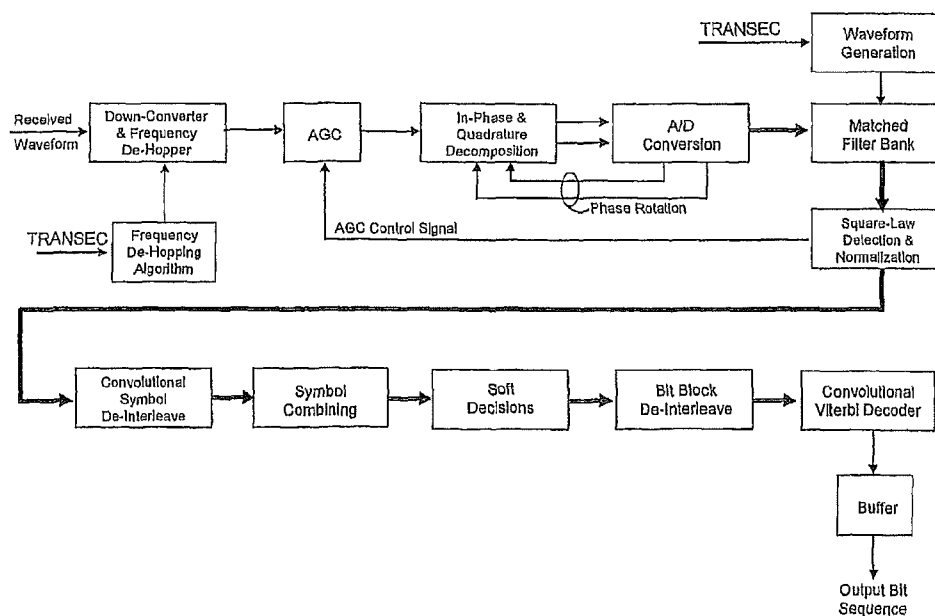 TRANSEC
Waveform
Generation
Received
Waveform
Down-Converter
& Frequency
De-Hopper
AGC
In-Phase &
Quadrature
Decomposition
A/D
Conversion
Matched
Filter Bank
Phase Rotation
TRANSEC
Frequency
De-Hopping
Algorithm
AGC Control Signal
Square-Law
Detection &
Normalization
Convolutional
Symbol
De-Interleave
Symbol
Combining
Soft
Decisions
Bit Block
De-Interleave
Convolutional
Viterbi Decoder
Buffer
Output Bit
Sequence